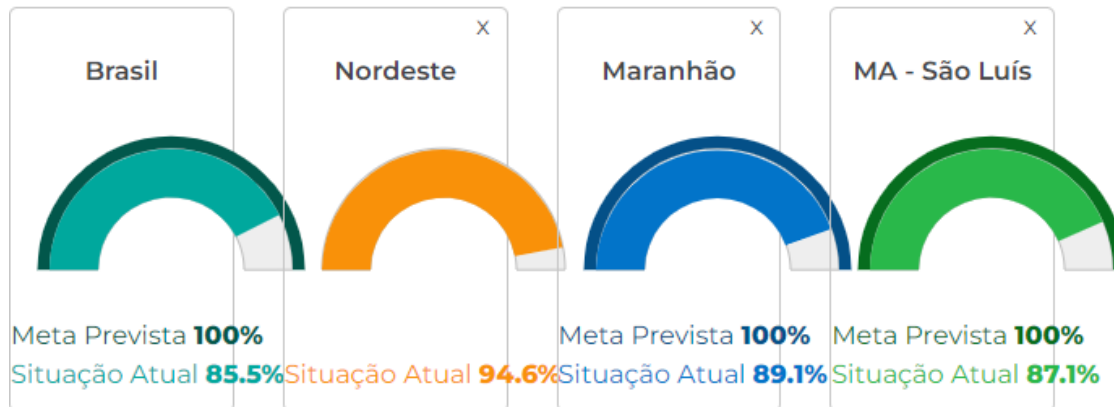 X
X
X
Brasil
Nordeste
Maranhão
MA - São Luís
Meta Prevista 100%
Situação Atual 85.5%
Situação Atual 94.6%
Meta Prevista 100%
Situação Atual 89.1%
Meta Prevista 100%
Situação Atual 87.1%